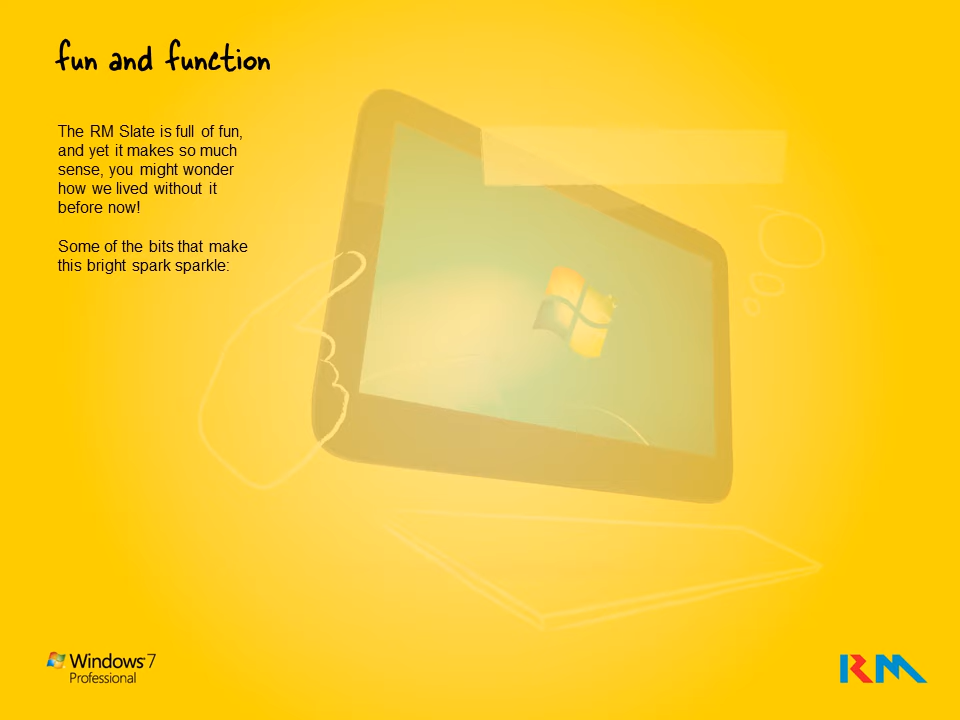 fun and function
The RM Slate is full of fun,
and yet it makes so much
sense, you might wonder
how we lived without it
before now!
Some of the bits that make
this bright spark sparkle:
Windows 7
Professional
RM